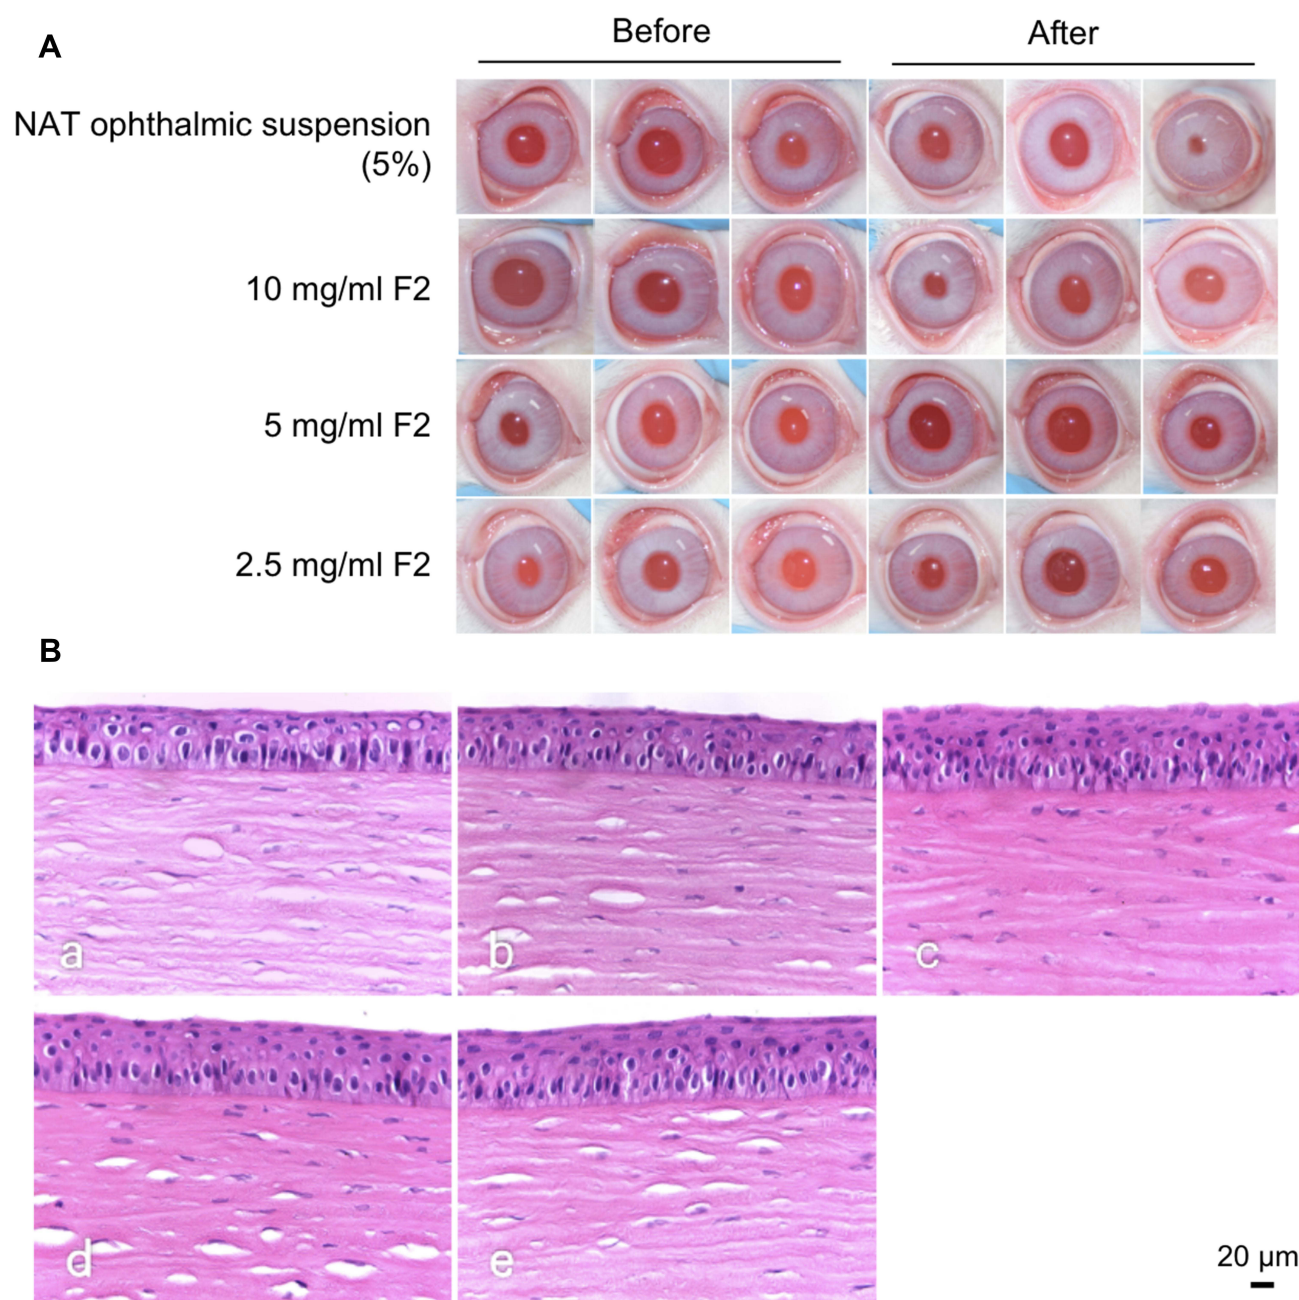 A
Before
After
NAT ophthalmic suspension
(5%)
10 mg/ml F2
5 mg/ml F2
2.5 mg/ml F2
B
a
b
c
d
e
20 µm